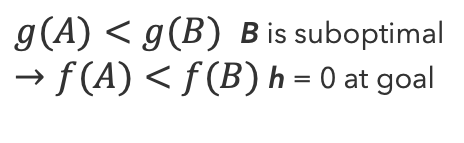 g(A) < g(B) B is suboptimal
→ f(A) < f(B) h = 0 at goal